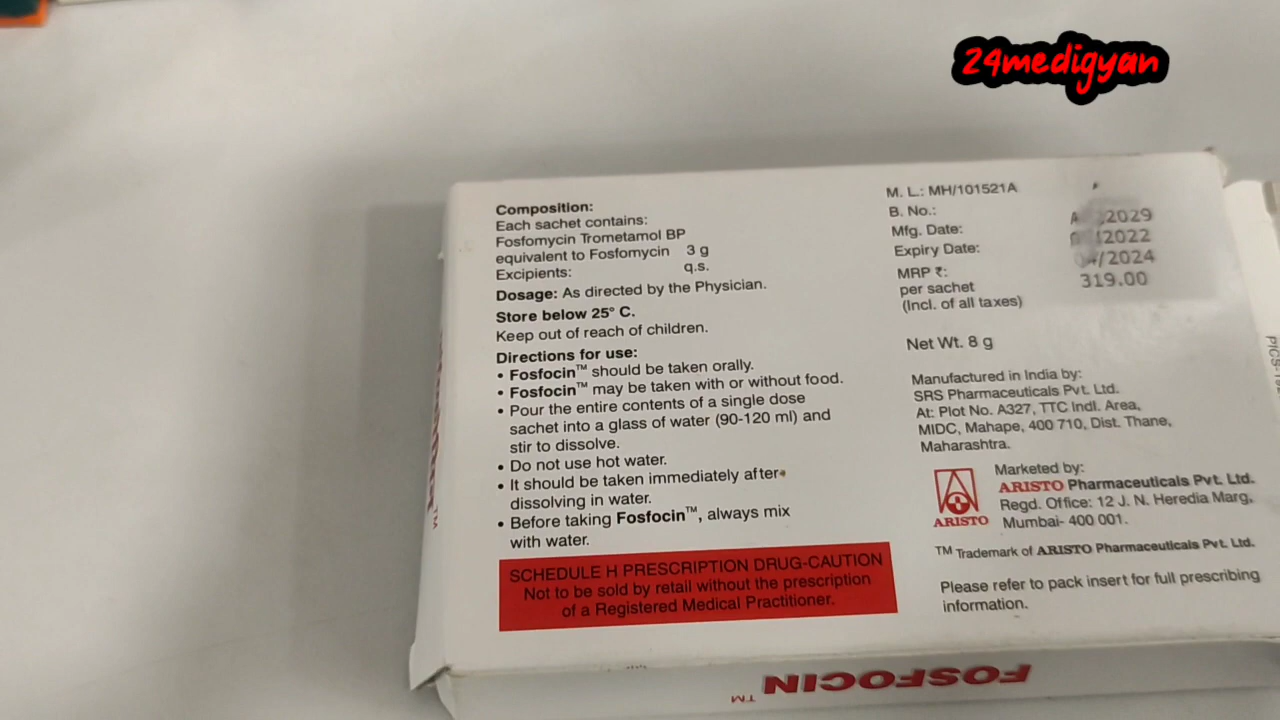 24medigyan
Composition:
Each sachet contains:
Fosfomycin Trometamol BP
equivalent to Fosfomycin 3 g
Excipients: q.s.
Dosage: As directed by the Physician.
Store below 25° C.
Keep out of reach of children.
Directions for use:
• Fosfocin™ should be taken orally.
• Fosfocin™ may be taken with or without food.
• Pour the entire contents of a single dose
sachet into a glass of water (90-120 ml) and
stir to dissolve.
• Do not use hot water.
• It should be taken immediately after
dissolving in water.
• Before taking Fosfocin™, always mix
with water.
SCHEDULE H PRESCRIPTION DRUG-CAUTION
Not to be sold by retail without the prescription
of a Registered Medical Practitioner.
M. L.: MH/101521A
B. No.:
Mfg. Date: 2022
Expiry Date: /2024
MRP ₹: 319.00
per sachet
(Incl. of all taxes)
Net Wt. 8 g
Manufactured in India by:
SRS Pharmaceuticals Pvt. Ltd.
At: Plot No. A327, TTC Indl. Area,
MIDC, Mahape, 400 710, Dist. Thane,
Maharashtra.
ARISTO
Marketed by:
ARISTO Pharmaceuticals Pvt. Ltd.
Regd. Office: 12 J. N. Heredia Marg,
Mumbai- 400 001.
™ Trademark of ARISTO Pharmaceuticals Pvt. Ltd.
Please refer to pack insert for full prescribing
information.
FOSFOCIN™